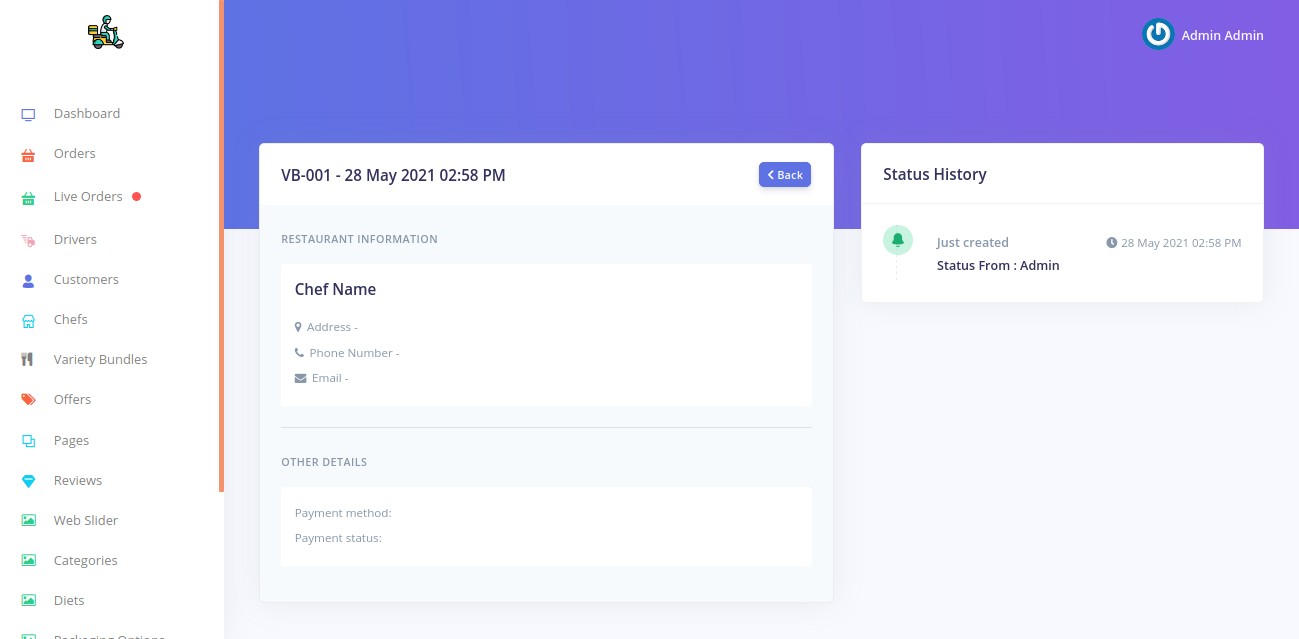 Admin Admin
Dashboard
Orders
Live Orders
Drivers
Customers
Chefs
Variety Bundles
Offers
Pages
Reviews
Web Slider
Categories
Diets
Packaging Options
VB-001 - 28 May 2021 02:58 PM
Back
RESTAURANT INFORMATION
Chef Name
Address -
Phone Number -
Email -
OTHER DETAILS
Payment method:
Payment status:
Status History
Just created
28 May 2021 02:58 PM
Status From : Admin